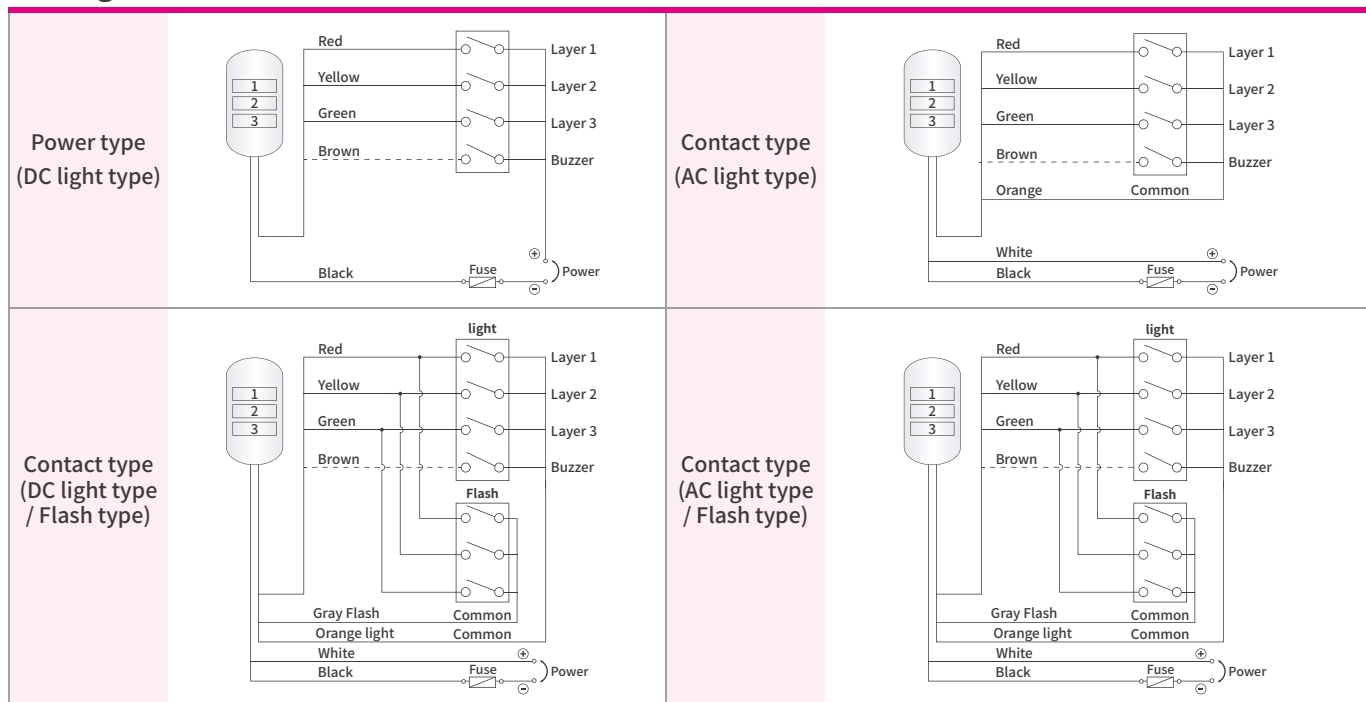 Power type
(DC light type)
1
2
3
Red
Yellow
Green
Brown
Layer 1
Layer 2
Layer 3
Buzzer
Black
Fuse
⊕
⊖
Power
Contact type
(AC light type)
1
2
3
Red
Yellow
Green
Brown
Orange
Common
Layer 1
Layer 2
Layer 3
Buzzer
White
Black
Fuse
⊕
⊖
Power
Contact type
(DC light type
/ Flash type)
1
2
3
light
Red
Yellow
Green
Brown
Layer 1
Layer 2
Layer 3
Buzzer
Flash
Gray Flash Common
Orange light Common
White
Black
Fuse
⊕
⊖
Power
Contact type
(AC light type
/ Flash type)
1
2
3
light
Red
Yellow
Green
Brown
Layer 1
Layer 2
Layer 3
Buzzer
Flash
Gray Flash Common
Orange light Common
White
Black
Fuse
⊕
⊖
Power